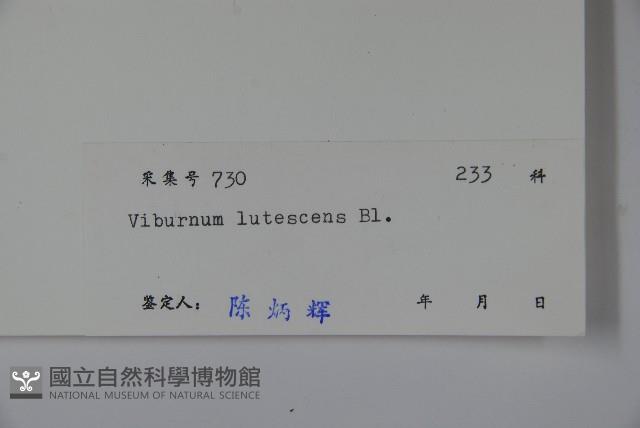 采集号 730 233 科
Viburnum lutescens Bl.
鉴定人： 陈炳辉 年 月 日
國立自然科學博物館
NATIONAL MUSEUM OF NATURAL SCIENCE